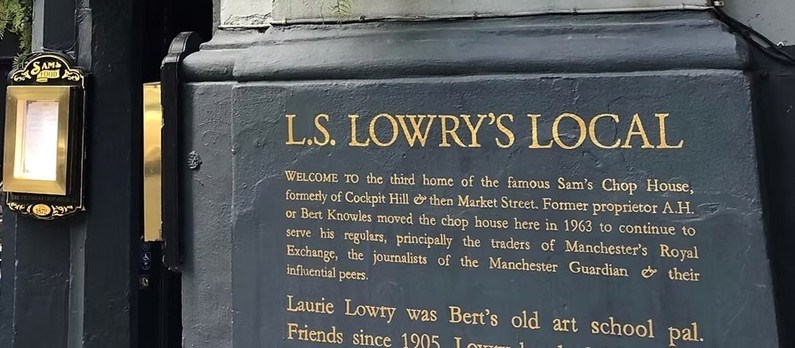 SAM'S
L.S. LOWRY'S LOCAL
WELCOME TO the third home of the famous Sam's Chop House,
formerly of Cockpit Hill & then Market Street. Former proprietor A.H.
or Bert Knowles moved the chop house here in 1963 to continue to
serve his regulars, principally the traders of Manchester's Royal
Exchange, the journalists of the Manchester Guardian & their
influential peers.
Laurie Lowry was Bert's old art school pal.
Friends since 1905, Lowry